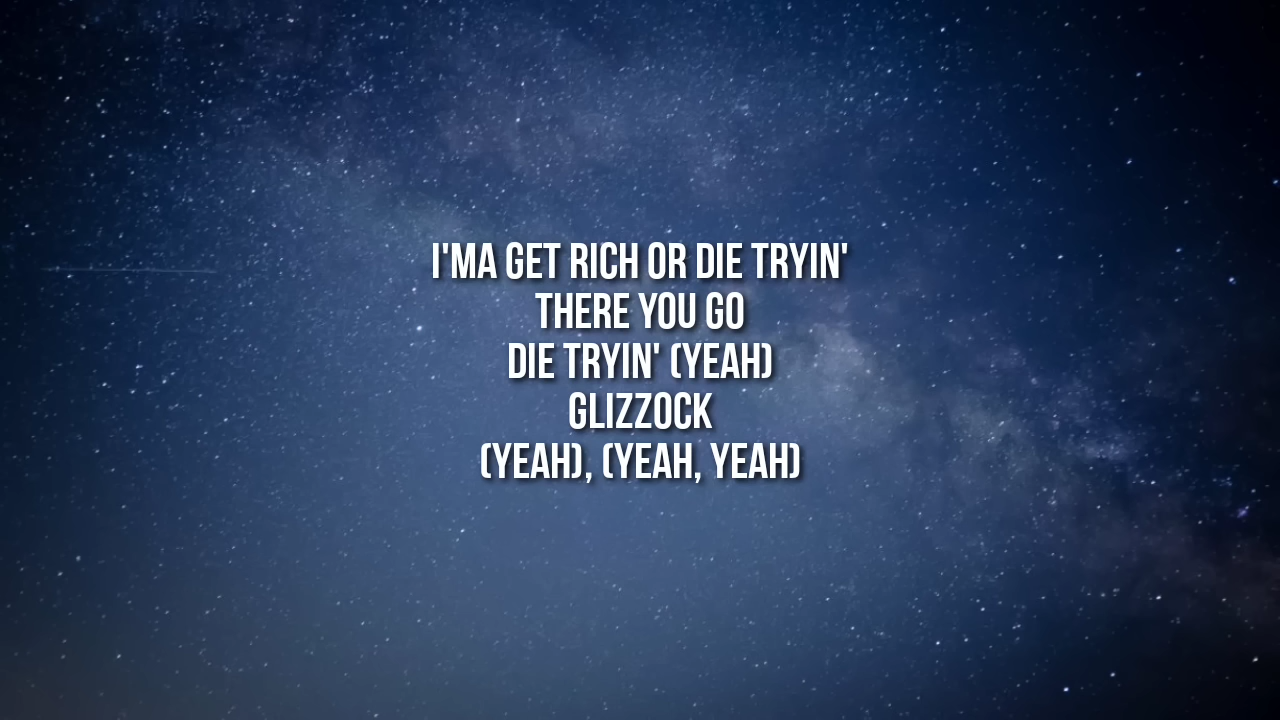 I'MA GET RICH OR DIE TRYIN'
THERE YOU GO
DIE TRYIN' (YEAH)
GLIZZOCK
(YEAH), (YEAH, YEAH)